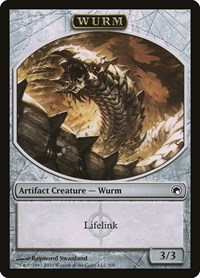 WURM
Artifact Creature — Wurm
Lifelink
Raymond Swanland
3/3